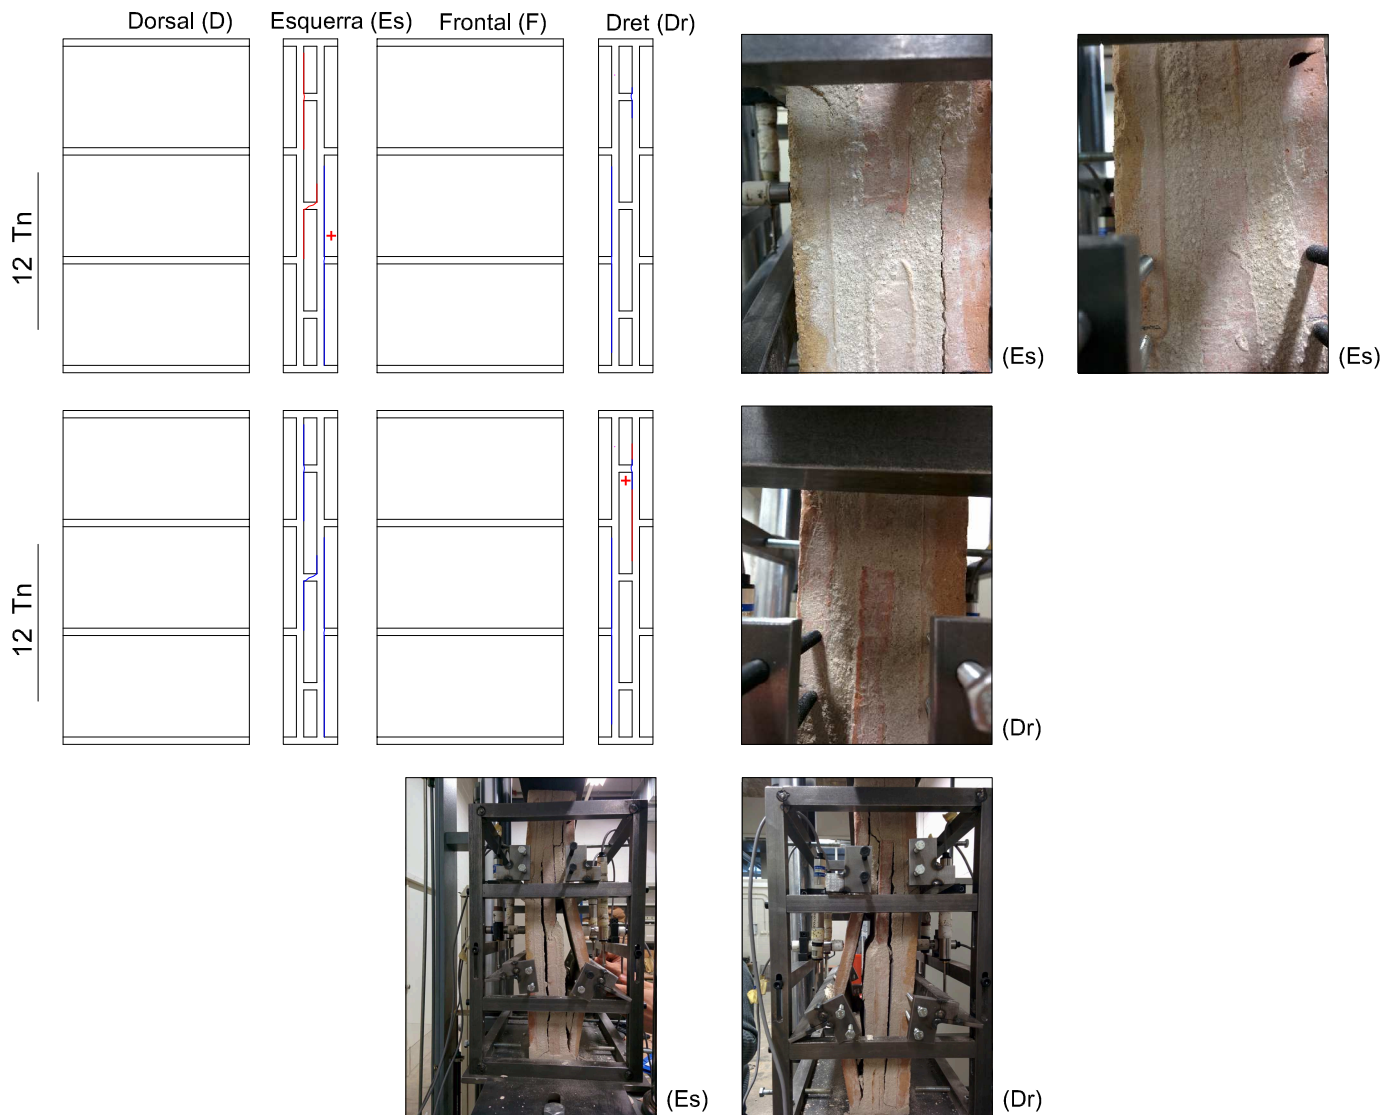 Dorsal (D)
Esquerra (Es)
Frontal (F)
Dret (Dr)
12 Tn
(Es)
(Es)
12 Tn
(Dr)
(Es)
(Dr)